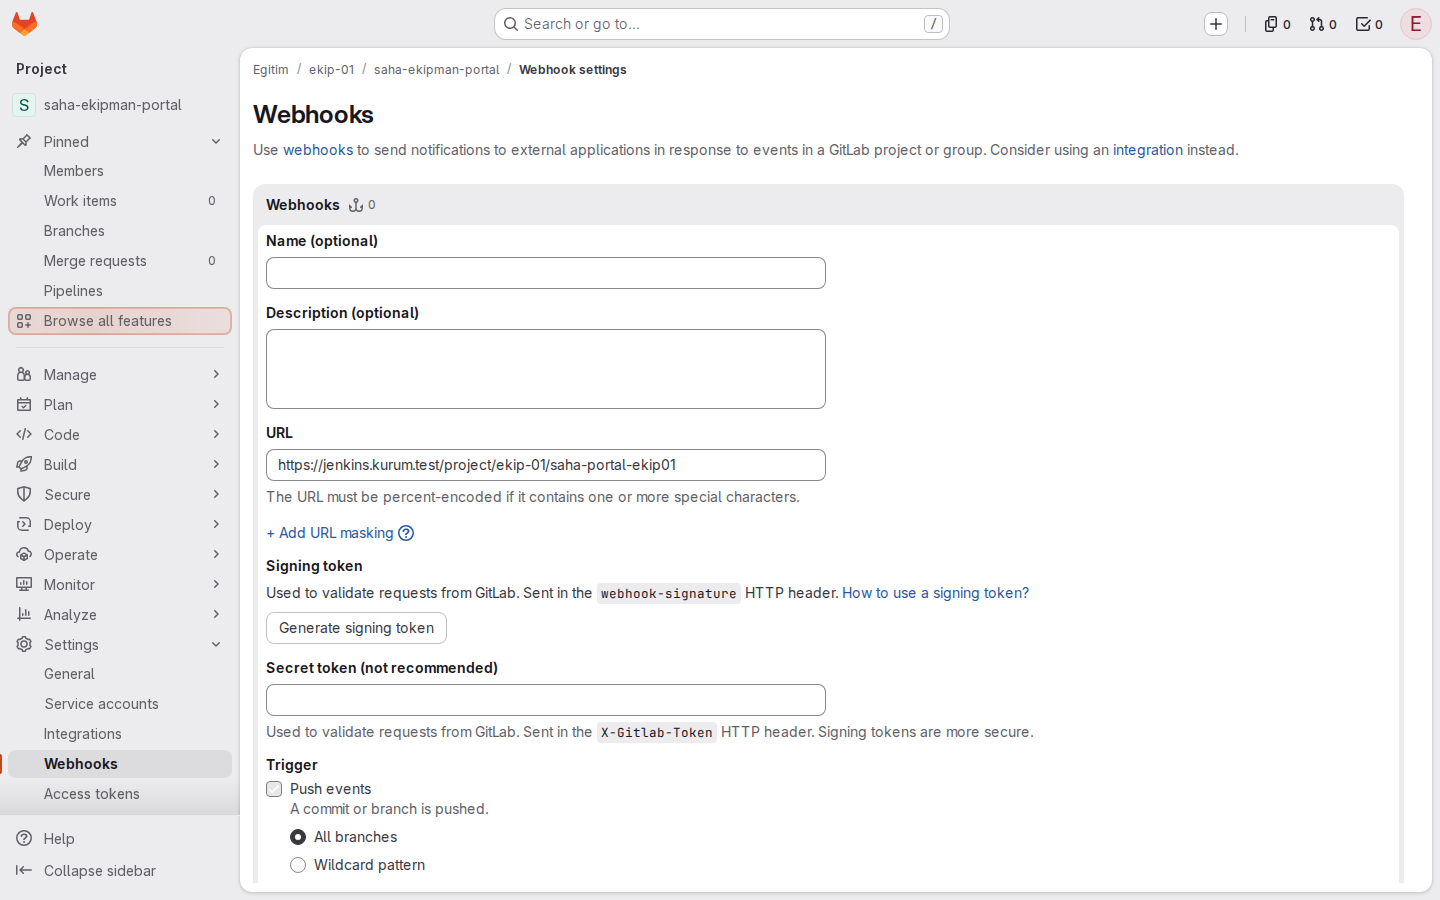 Search or go to...
/
0
0
0
E
Project
S
saha-ekipman-portal
Pinned
Members
Work items
0
Branches
Merge requests
0
Pipelines
Browse all features
Manage
Plan
Code
Build
Secure
Deploy
Operate
Monitor
Analyze
Settings
General
Service accounts
Integrations
Webhooks
Access tokens
Help
Collapse sidebar
Egitim / ekip-01 / saha-ekipman-portal / Webhook settings
Webhooks
Use webhooks to send notifications to external applications in response to events in a GitLab project or group. Consider using an integration instead.
Webhooks 0
Name (optional)
Description (optional)
URL
https://jenkins.kurum.test/project/ekip-01/saha-portal-ekip01
The URL must be percent-encoded if it contains one or more special characters.
+ Add URL masking
Signing token
Used to validate requests from GitLab. Sent in the webhook-signature HTTP header. How to use a signing token?
Generate signing token
Secret token (not recommended)
Used to validate requests from GitLab. Sent in the X-Gitlab-Token HTTP header. Signing tokens are more secure.
Trigger
Push events
A commit or branch is pushed.
All branches
Wildcard pattern